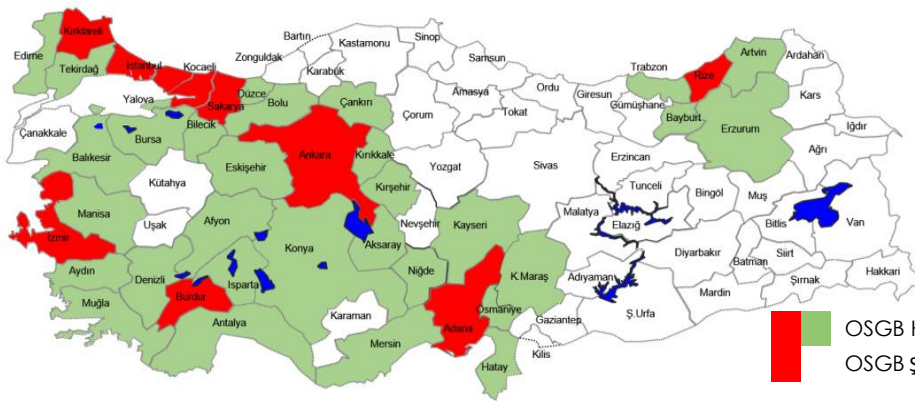 Kırklareli
Edirne
Tekirdağ
İstanbul
Kocaeli
Sakarya
Yalova
Düzce
Zonguldak
Bartın
Karabük
Kastamonu
Sinop
Samsun
Çankırı
Bolu
Bilecik
Bursa
Çanakkale
Balıkesir
Kütahya
Eskişehir
Ankara
Kırıkkale
Kırşehir
Çorum
Amasya
Tokat
Ordu
Giresun
Trabzon
Gümüşhane
Rize
Artvin
Ardahan
Kars
Bayburt
Erzurum
Iğdır
Ağrı
Erzincan
Sivas
Yozgat
Nevşehir
Kayseri
Manisa
Uşak
Afyon
İzmir
Aydın
Denizli
Muğla
Burdur
Isparta
Antalya
Konya
Aksaray
Niğde
Karaman
Mersin
Adana
Osmaniye
Hatay
K.Maraş
Gaziantep
Kilis
Malatya
Adıyaman
Ş.Urfa
Tunceli
Elazığ
Bingöl
Muş
Bitlis
Van
Diyarbakır
Batman
Siirt
Mardin
Şırnak
Hakkari
OSGB
OSGB Ş